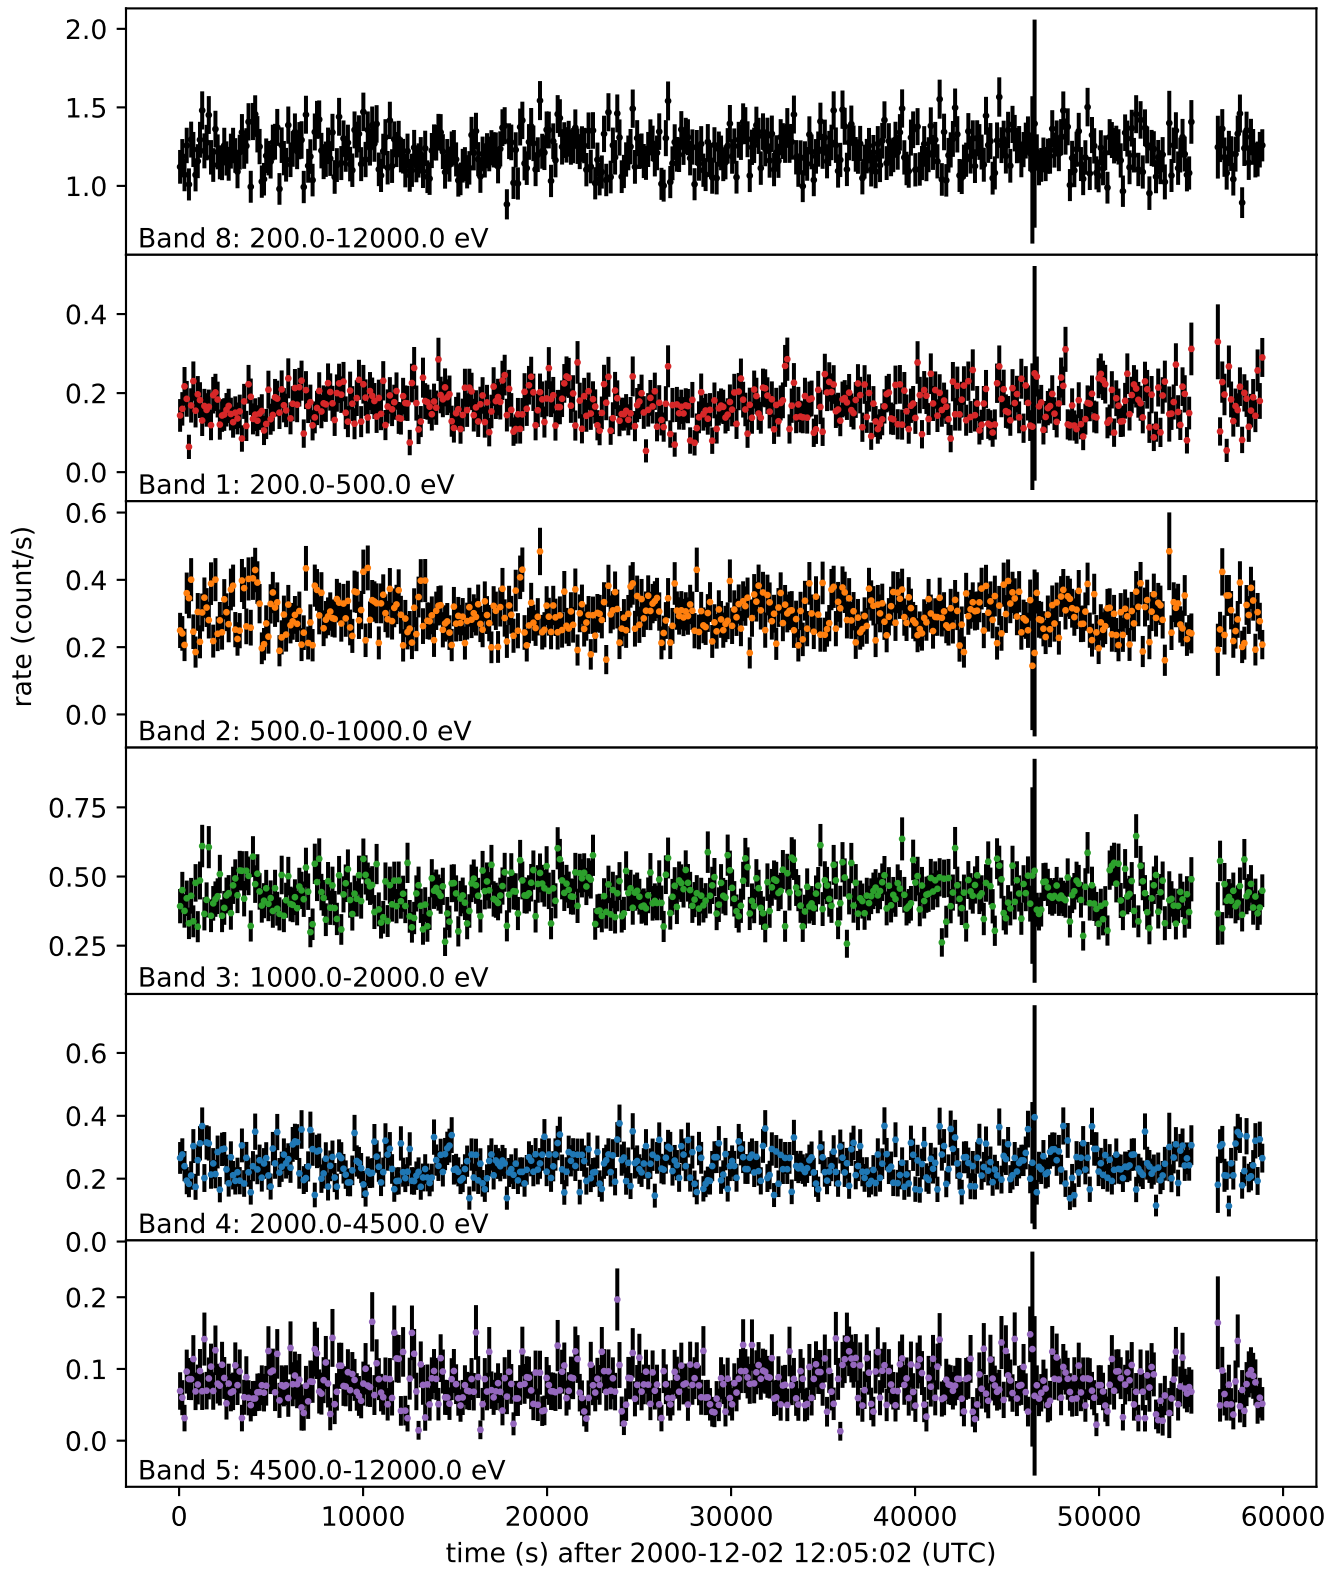 2.0
1.5
1.0
Band 8: 200.0-12000.0 eV
0.4
0.2
0.0
Band 1: 200.0-500.0 eV
0.6
0.4
0.2
0.0
Band 2: 500.0-1000.0 eV
rate (count/s)
0.75
0.50
0.25
Band 3: 1000.0-2000.0 eV
0.6
0.4
0.2
0.0
Band 4: 2000.0-4500.0 eV
0.2
0.1
0.0
Band 5: 4500.0-12000.0 eV
0 10000 20000 30000 40000 50000 60000
time (s) after 2000-12-02 12:05:02 (UTC)